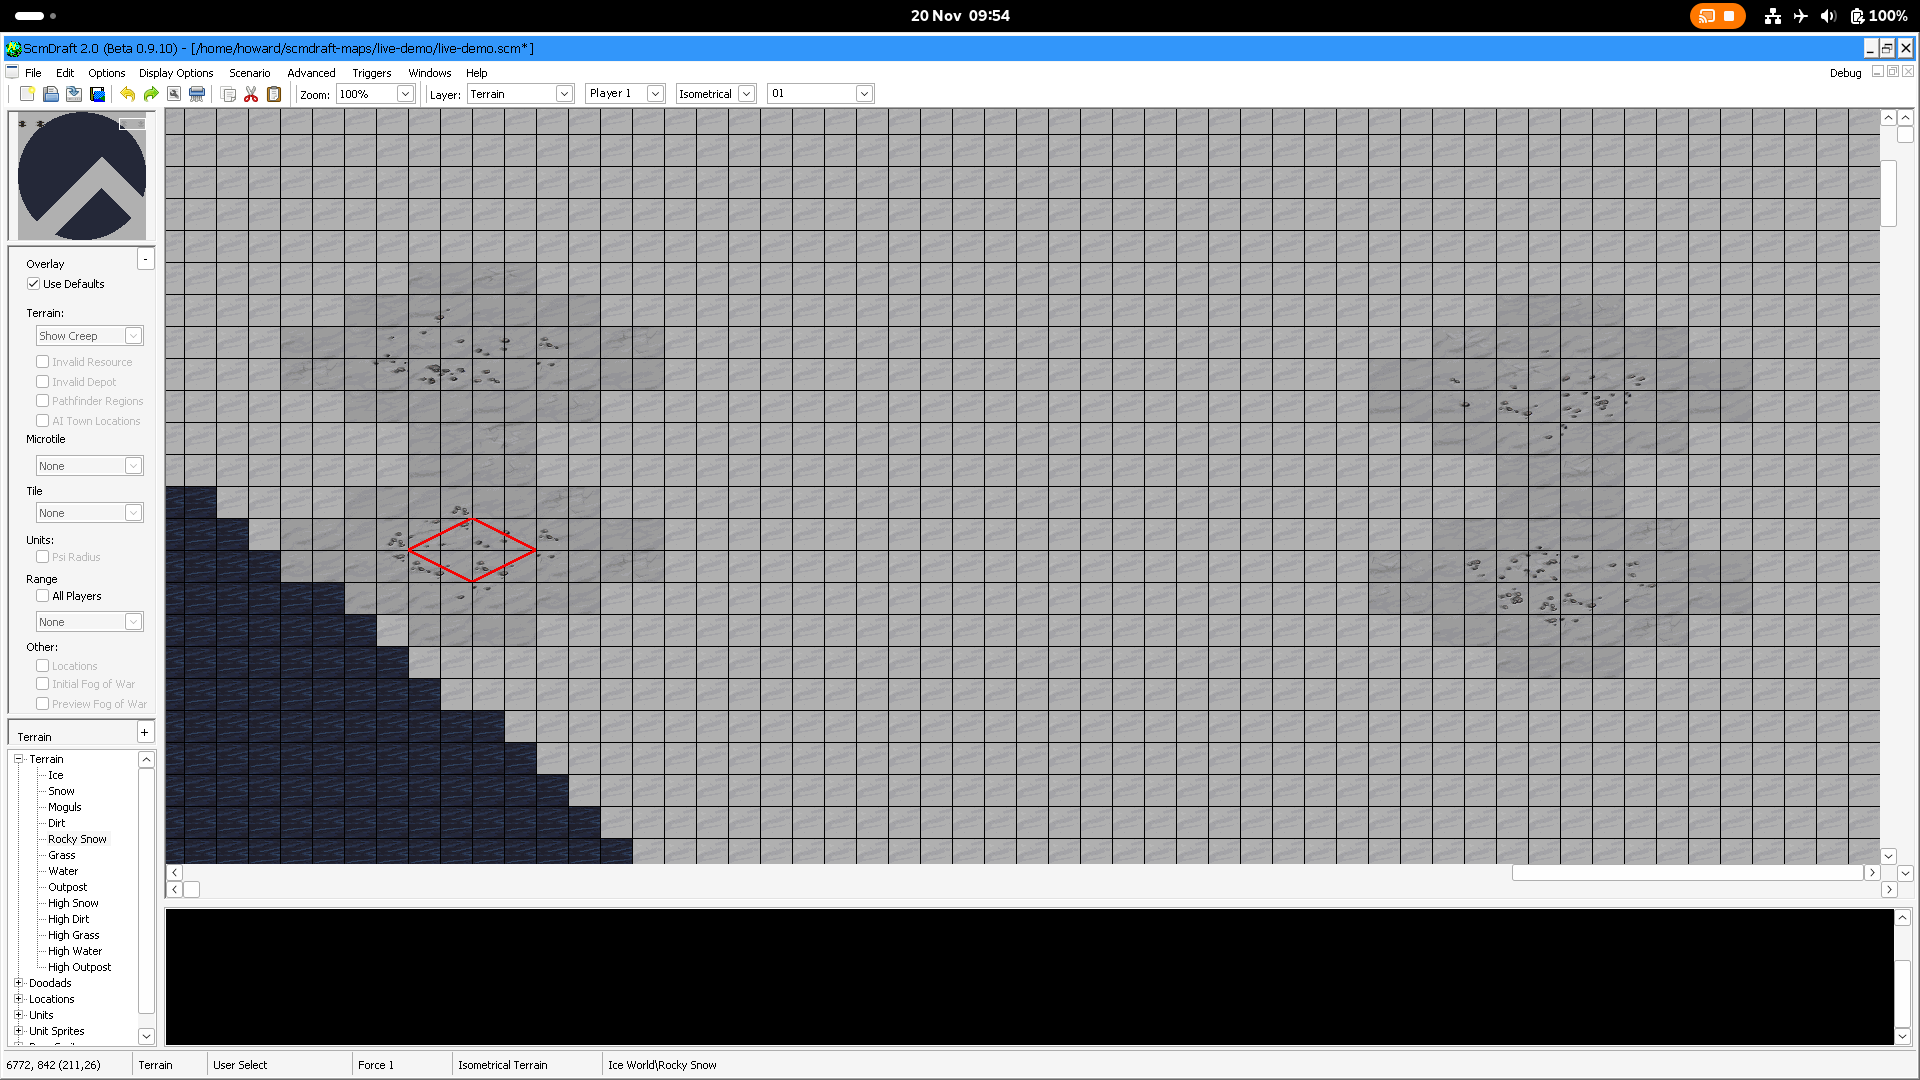 20 Nov 09:54
100%
ScmDraft 2.0 (Beta 0.9.10) - [/home/howard/scmdraft-maps/live-demo/live-demo.scm*]
File Edit Options Display Options Scenario Advanced Triggers Windows Help Debug
Zoom: 100% Layer: Terrain Player 1 Isometrical 01
Overlay -
Use Defaults
Terrain:
Show Creep
Invalid Resource
Invalid Depot
Pathfinder Regions
AI Town Locations
Microtile
None
Tile
None
Units:
Psi Radius
Range
All Players
None
Other:
Locations
Initial Fog of War
Preview Fog of War
Terrain +
Terrain
Ice
Snow
Moguls
Dirt
Rocky Snow
Grass
Water
Outpost
High Snow
High Dirt
High Grass
High Water
High Outpost
Doodads
Locations
Units
Unit Sprites
6772, 842 (211,26) Terrain User Select Force 1 Isometrical Terrain Ice World\Rocky Snow